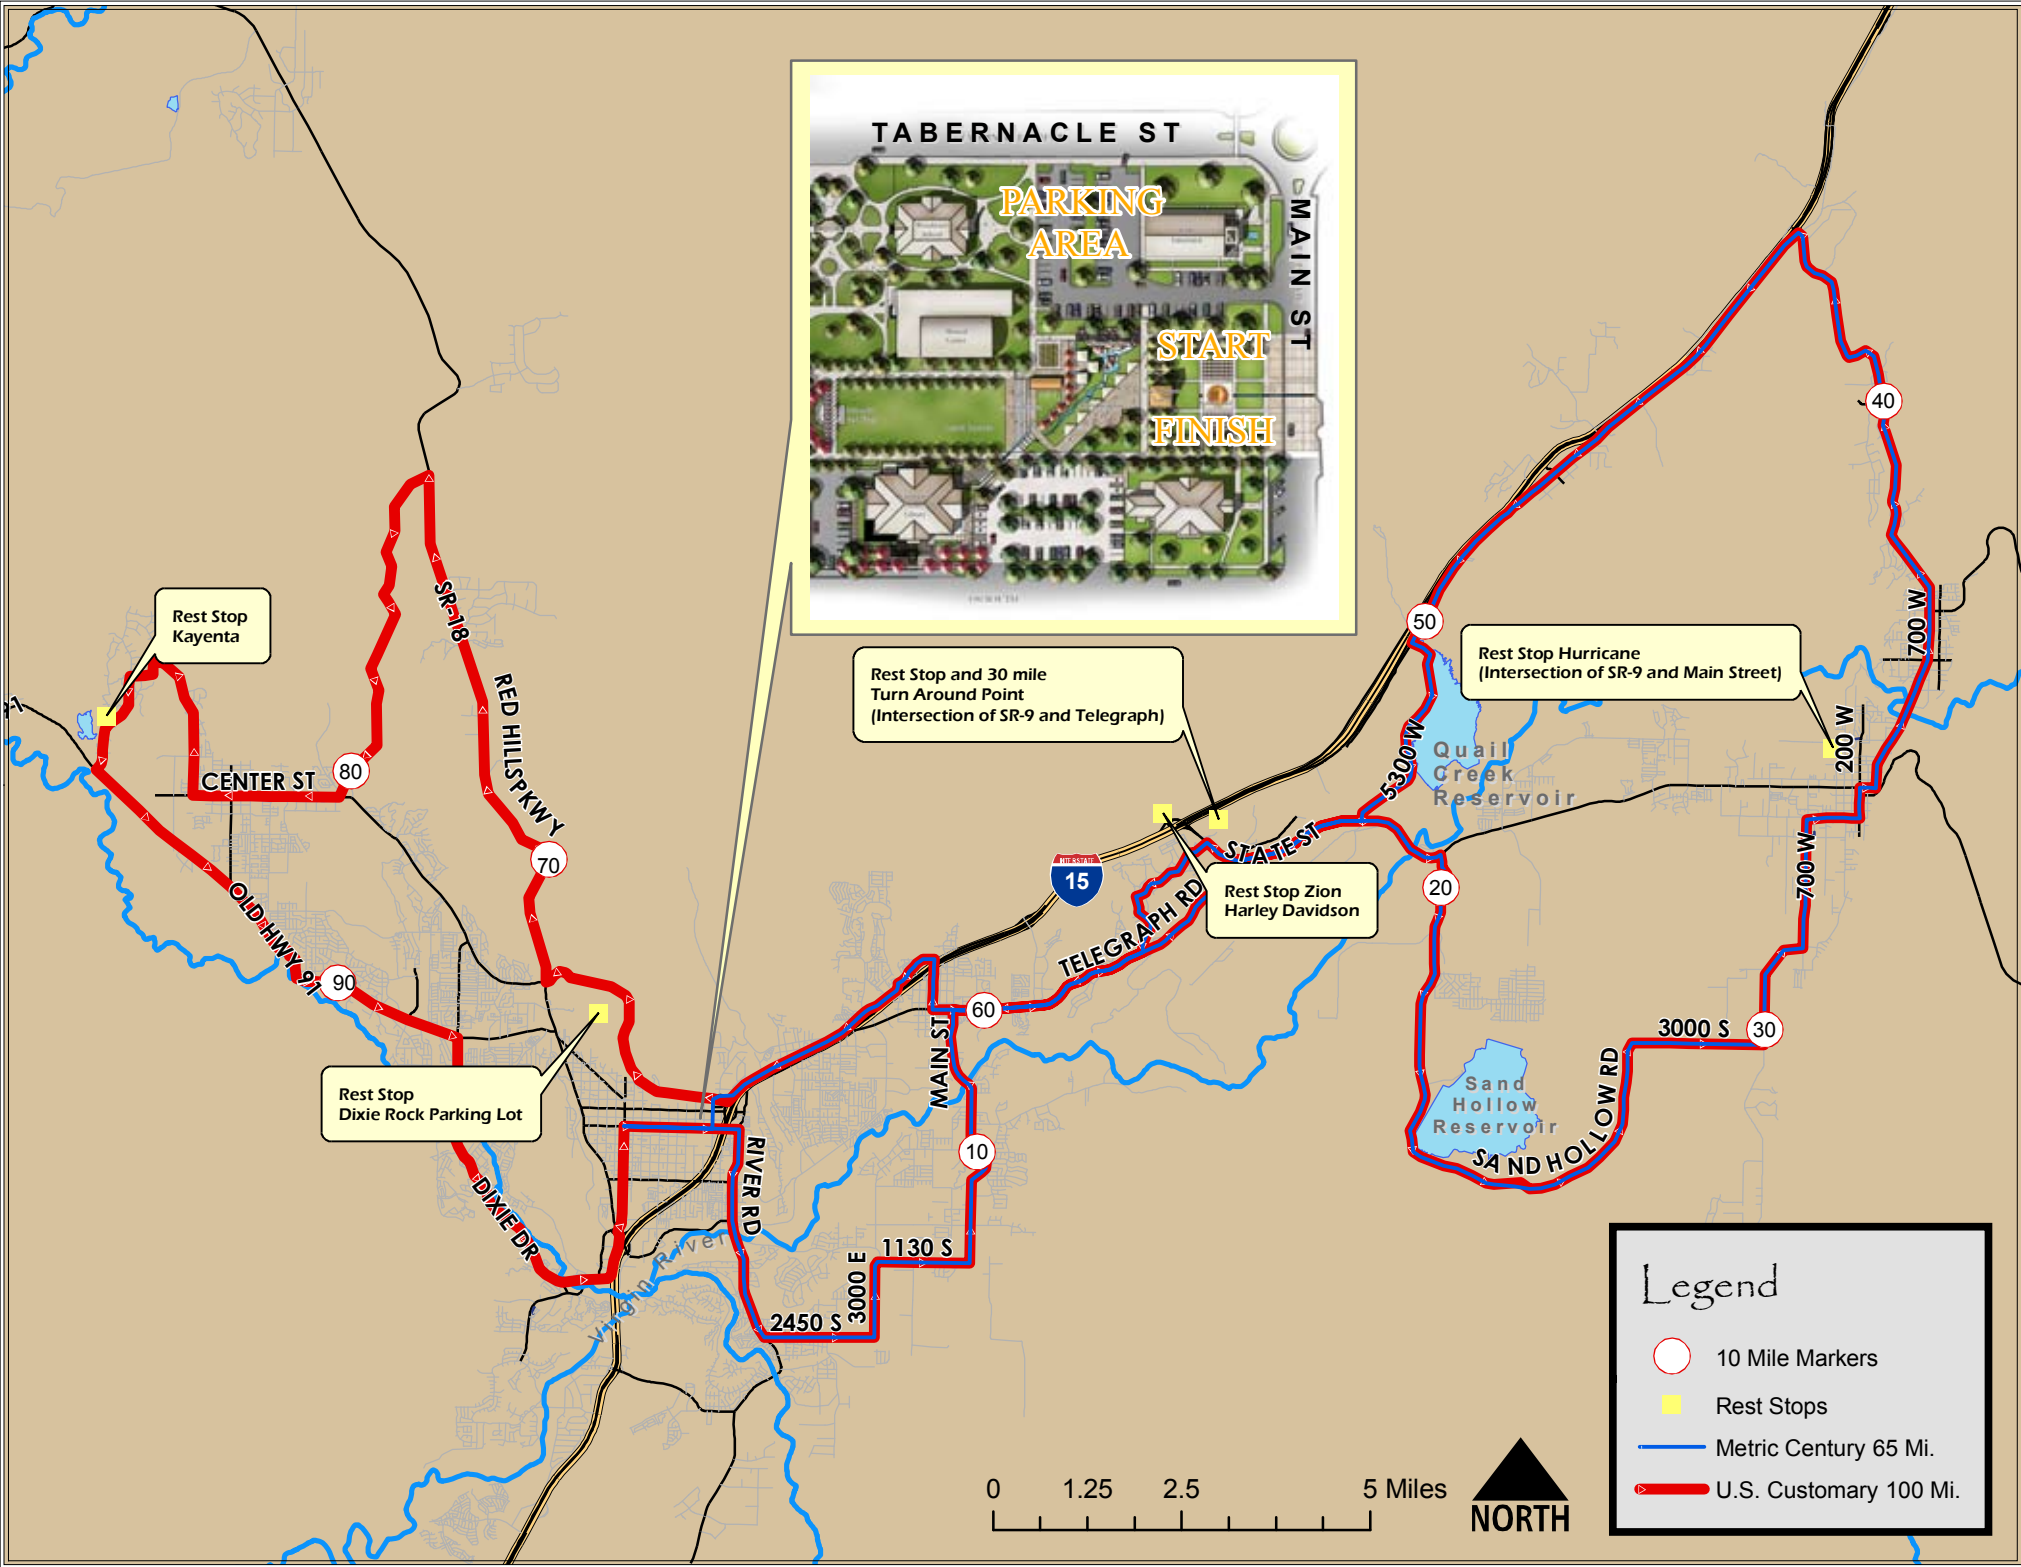 TABERNACLE ST
PARKING
AREA
MAIN ST
START
FINISH
40
SR-18
Rest Stop
Kayenta
RED HILLSPKWY
50
700 W
Rest Stop Hurricane
(Intersection of SR-9 and Main Street)
Rest Stop and 30 mile
Turn Around Point
(Intersection of SR-9 and Telegraph)
91
200 W
Quail
Creek
Reservoir
5300 W
80
CENTER ST
70
STATE ST
INTERSTATE
15
20
Rest Stop Zion
Harley Davidson
TELEGRAPH RD
700 W
OLD HWY 91
90
60
MAIN ST
3000 S
30
Rest Stop
Dixie Rock Parking Lot
Sand
Hollow
Reservoir
SAND HOLLOW RD
10
RIVER RD
DIXIE DR
Virgin River
1130 S
3000 E
2450 S
Legend
10 Mile Markers
Rest Stops
Metric Century 65 Mi.
U.S. Customary 100 Mi.
0 1.25 2.5 5 Miles
NORTH